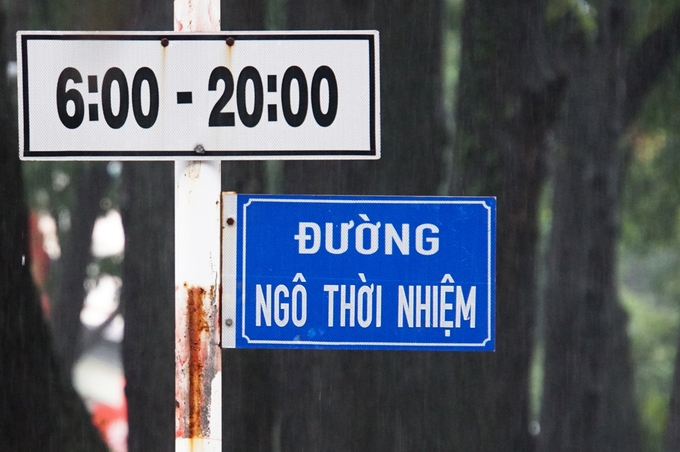 6:00 - 20:00
ĐƯỜNG
NGÔ THỜI NHIỆM